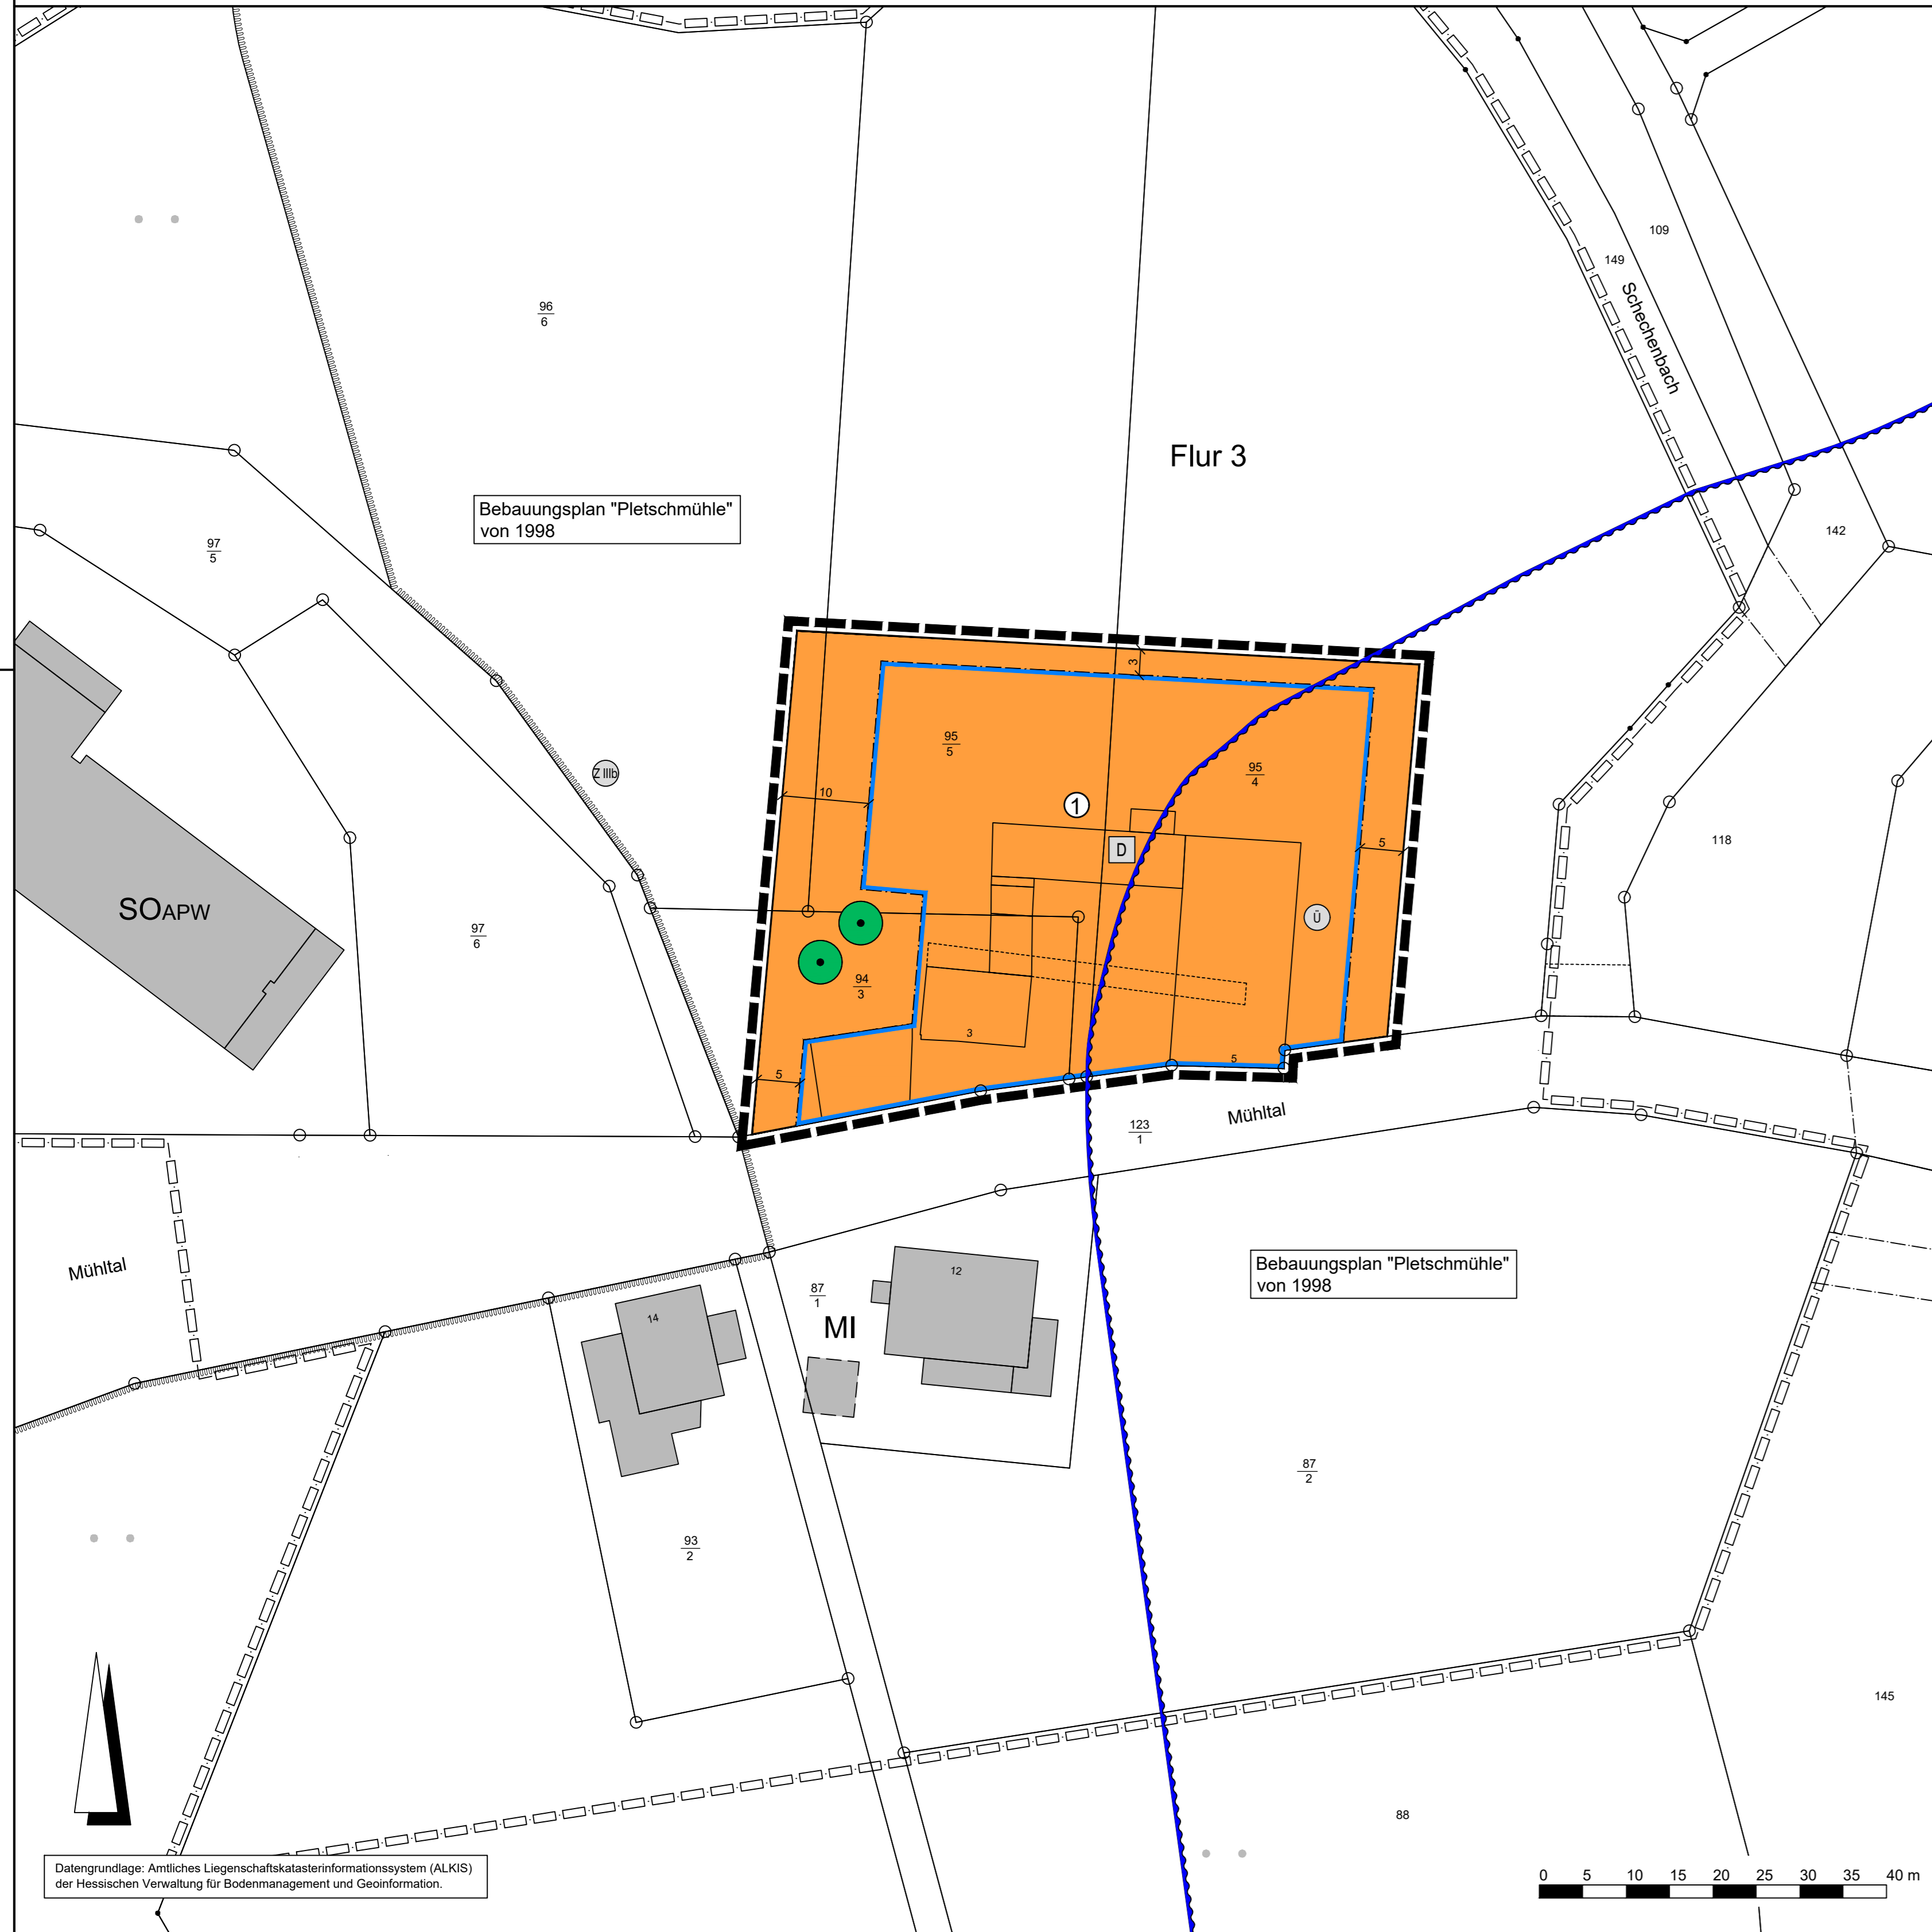 109
149
Schechenbach
96
6
Flur 3
Bebauungsplan "Pletschmühle"
von 1998
142
97
5
3
95
5
95
4
Z IIIb
10
1
5
118
D
SOAPW
Ü
97
6
94
3
3
5
5
123
1
Mühltal
Mühltal
Bebauungsplan "Pletschmühle"
von 1998
12
87
1
14
MI
87
2
93
2
145
88
Datengrundlage: Amtliches Liegenschaftskatasterinformationssystem (ALKIS)
der Hessischen Verwaltung für Bodenmanagement und Geoinformation.
0 5 10 15 20 25 30 35 40 m